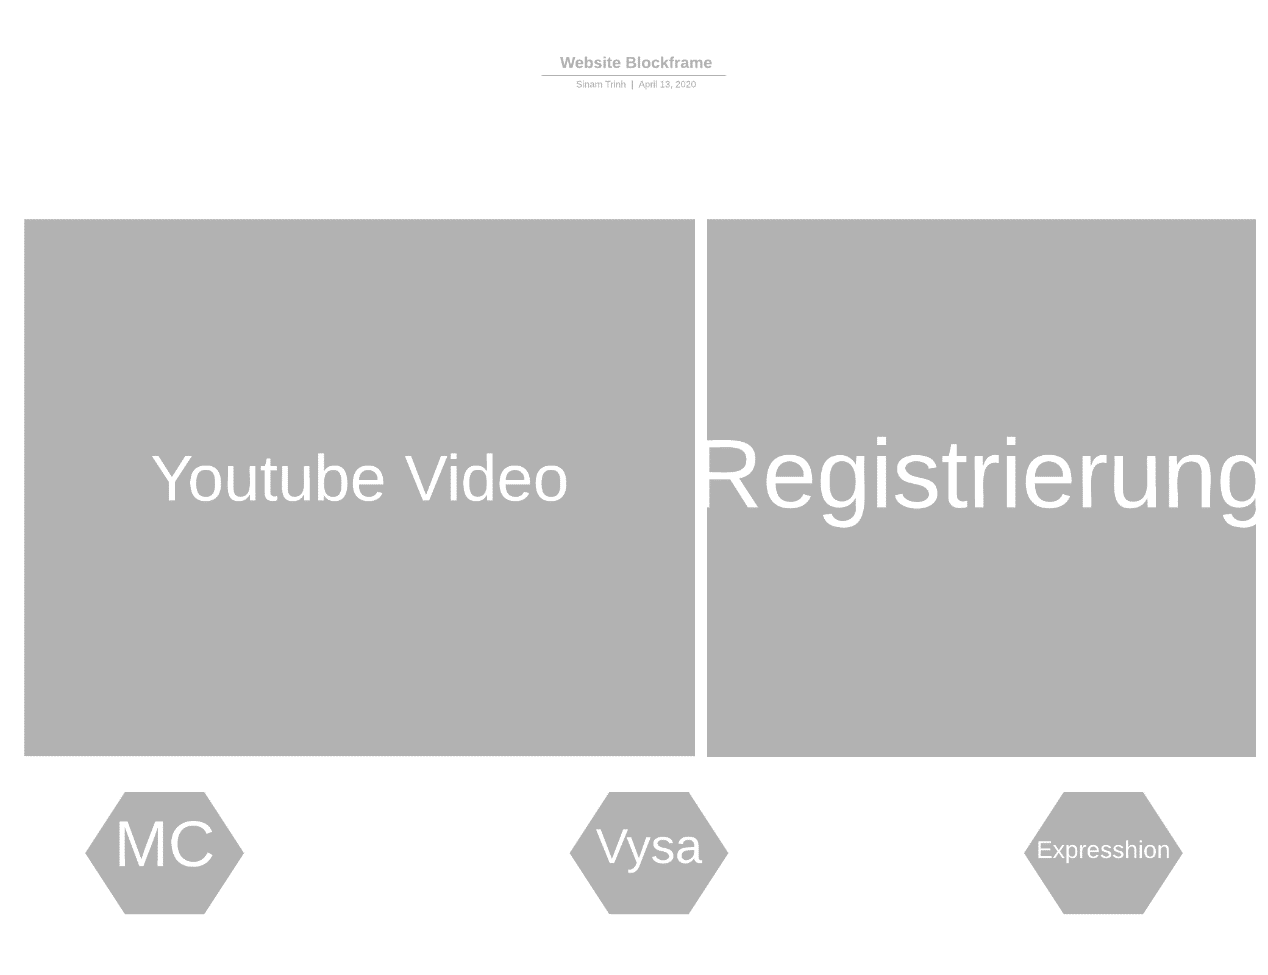 Website Blockframe
Sinam Trinh | April 13, 2020
Youtube Video
Registrierung
MC
Vysa
Expresshion